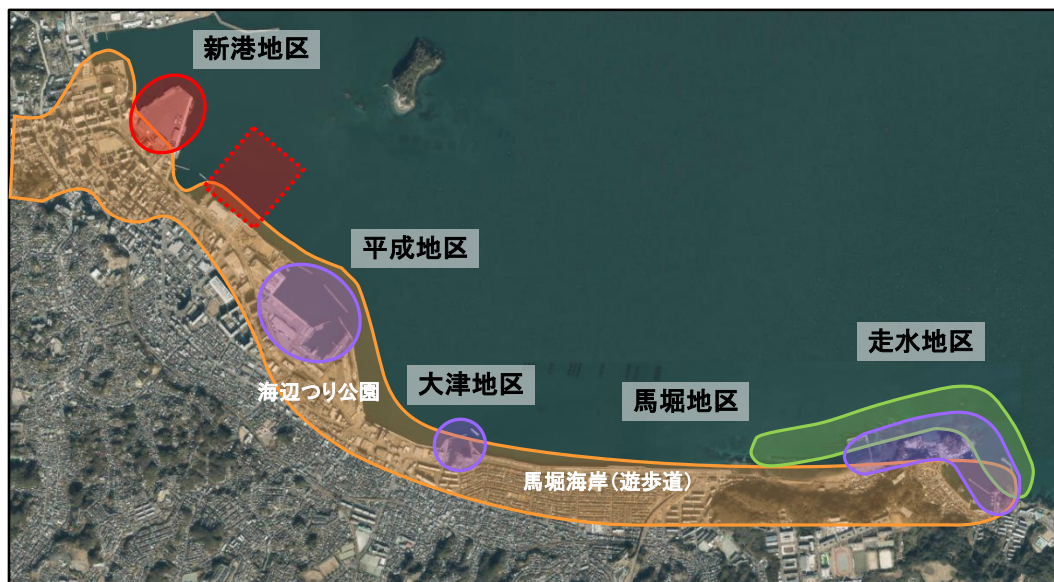 新港地区
平成地区
海辺つり公園
大津地区
走水地区
馬堀地区
馬堀海岸(遊歩道)